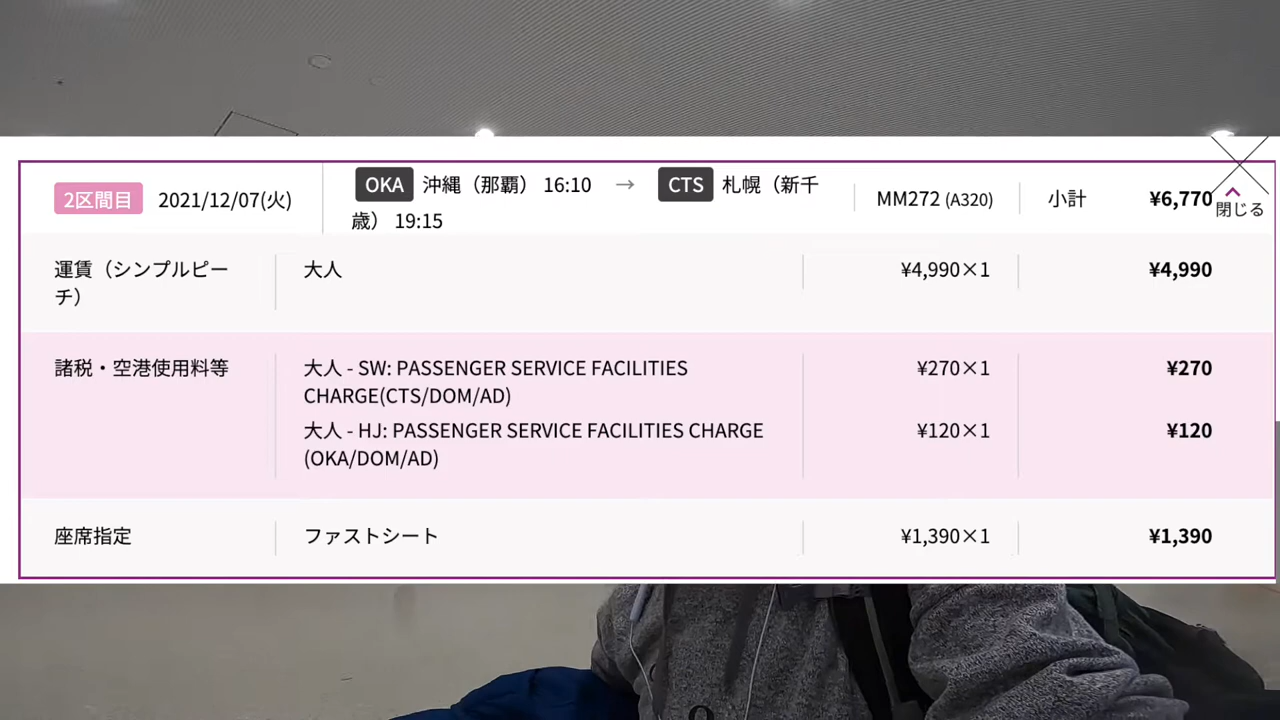 2区間目 2021/12/07(火) OKA 沖縄（那覇） 16:10 → CTS 札幌（新千
歳） 19:15 MM272 (A320) 小計 ¥6,770 閉じる
運賃（シンプルピー
チ） 大人 ¥4,990×1 ¥4,990
諸税・空港使用料等 大人 - SW: PASSENGER SERVICE FACILITIES ¥270×1 ¥270
CHARGE(CTS/DOM/AD)
大人 - HJ: PASSENGER SERVICE FACILITIES CHARGE ¥120×1 ¥120
(OKA/DOM/AD)
座席指定 ファストシート ¥1,390×1 ¥1,390